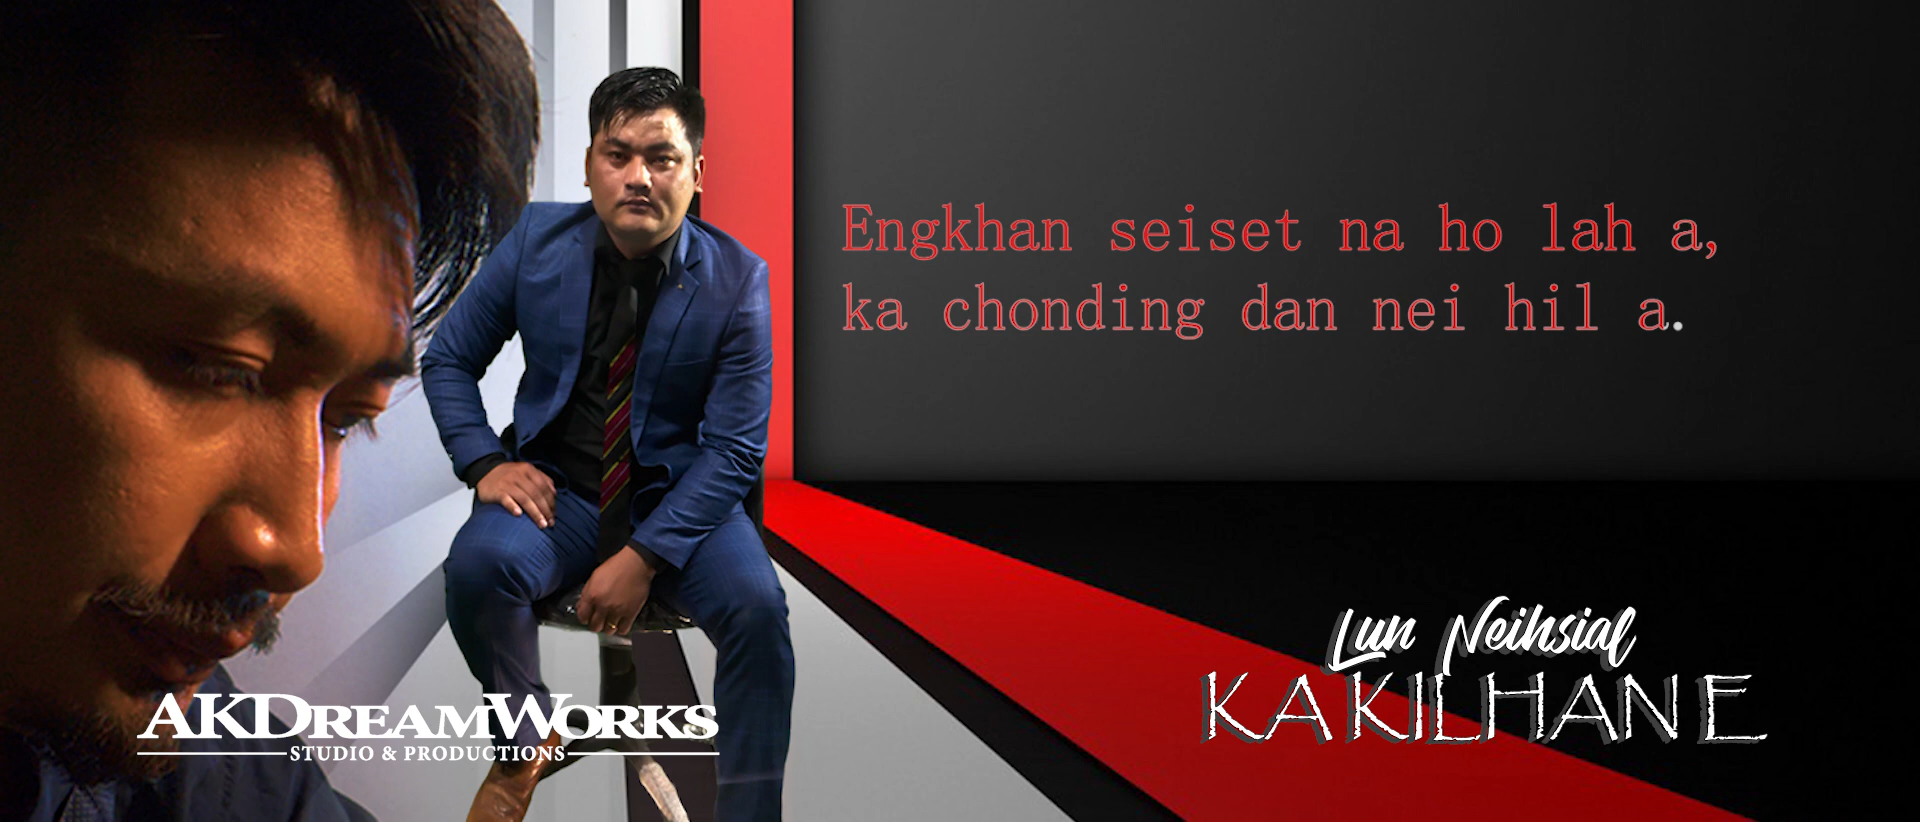 Engkhan seiset na ho lah a,
ka chonding dan nei hil a.
Lun Neihsial
KAKILHANE
AKDREAMWORKS
STUDIO & PRODUCTIONS